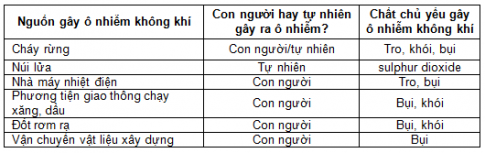 Nguồn gây ô nhiễm không khí | Con người hay tự nhiên gây ra ô nhiễm? | Chất chủ yếu gây ô nhiễm không khí
Cháy rừng | Con người/tự nhiên | Tro, khói, bụi
Núi lửa | Tự nhiên | sulphur dioxide
Nhà máy nhiệt điện | Con người | Tro, bụi
Phương tiện giao thông chạy xăng, dầu | Con người | Bụi, khói
Đốt rơm rạ | Con người | Bụi, khói
Vận chuyển vật liệu xây dựng | Con người | Bụi